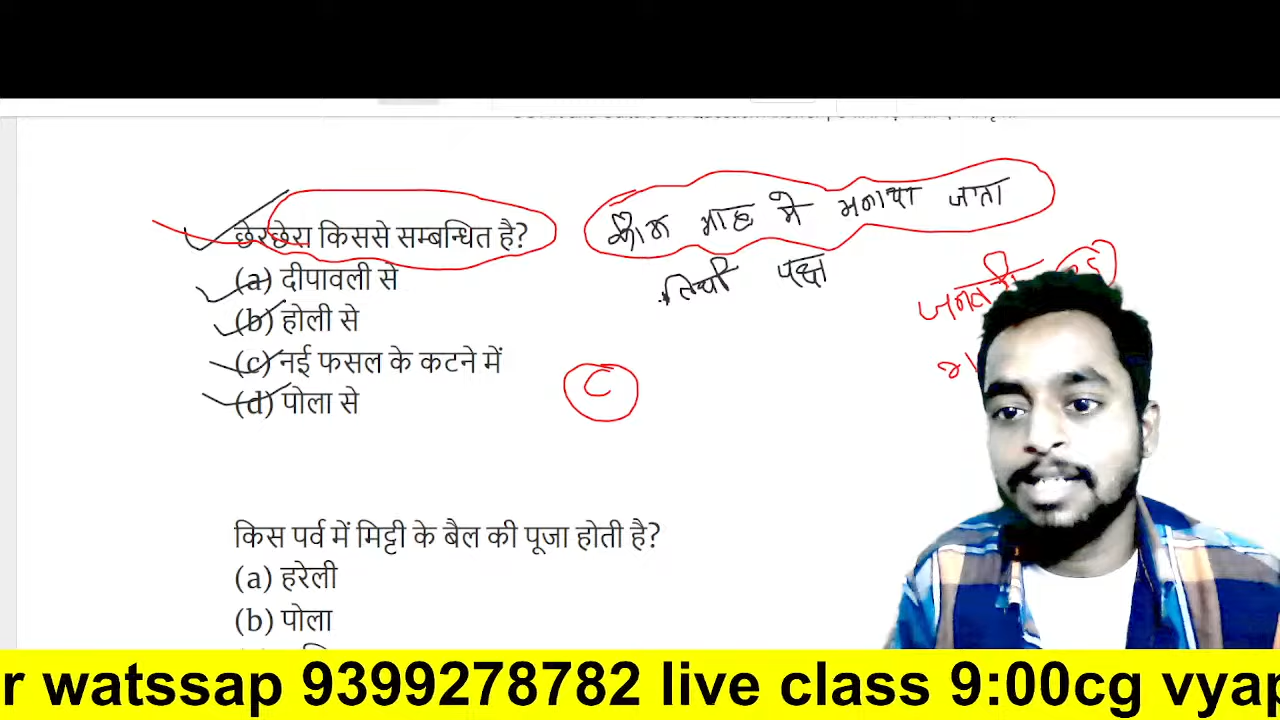 छेरछेरा किससे सम्बन्धित है?
(a) दीपावली से
(b) होली से
(c) नई फसल के कटने में
(d) पोला से
माह में मनाया जाता
तिथी पक्ष
C
किस पर्व में मिट्टी के बैल की पूजा होती है?
(a) हरेली
(b) पोला
r watssap 9399278782 live class 9:00cg vyap